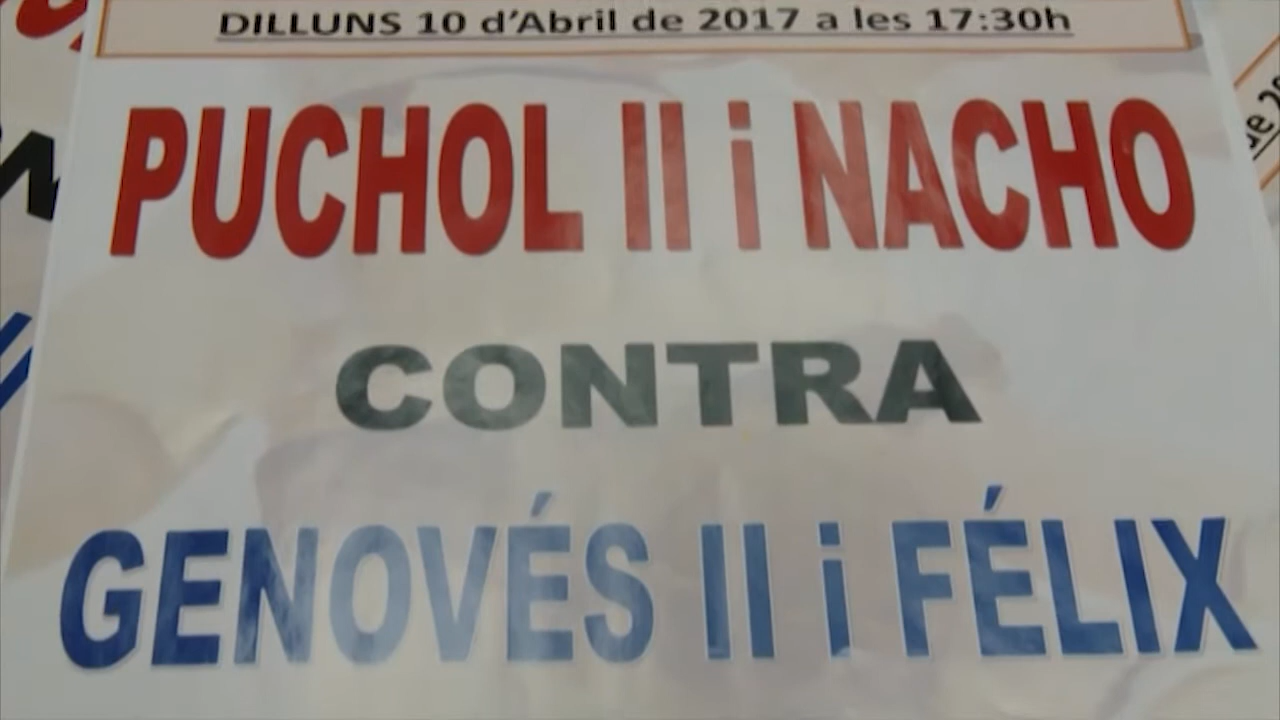 DILLUNS 10 d'Abril de 2017 a les 17:30h
PUCHOL II i NACHO
CONTRA
GENOVÉS II i FÉLIX